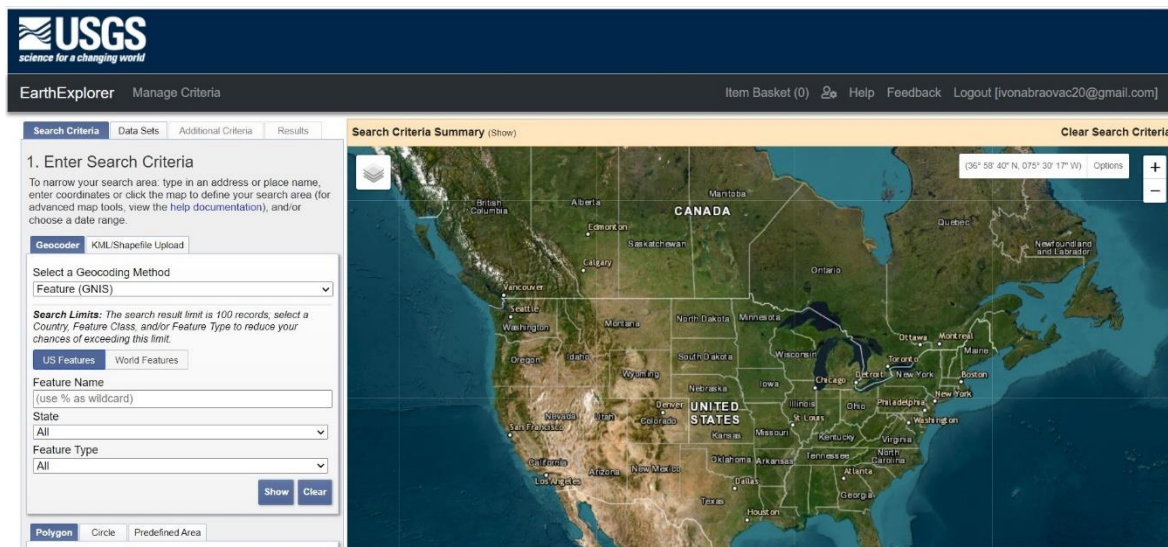 USGS
science for a changing world
EarthExplorer Manage Criteria Item Basket (0) Help Feedback Logout [ivonabraovac20@gmail.com]
Search Criteria Data Sets Additional Criteria Results
1. Enter Search Criteria
To narrow your search area: type in an address or place name,
enter coordinates or click the map to define your search area (for
advanced map tools, view the help documentation), and/or
choose a date range.
Geocoder KML/Shapefile Upload
Select a Geocoding Method
Feature (GNIS)
Search Limits: The search result limit is 100 records; select a
Country, Feature Class, and/or Feature Type to reduce your
chances of exceeding this limit.
US Features World Features
Feature Name
(use % as wildcard)
State
All
Feature Type
All
Show Clear
Polygon Circle Predefined Area
Search Criteria Summary (Show) Clear Search Criteria
(36° 58' 40" N, 075° 30' 17" W) Options
+
−
British
Columbia
Alberta
Manitoba
CANADA
Edmonton
Saskatchewan
Quebec
Newfoundland
and Labrador
Calgary
Ontario
Vancouver
Seattle
Washington
Montana
North Dakota
Minnesota
Ottawa
Montreal
Maine
Oregon
Idaho
South Dakota
Wisconsin
Toronto
Wyoming
Detroit
New York
Boston
Chicago
Iowa
Nebraska
New York
Philadelphia
Nevada
Utah
Denver
Colorado
UNITED
STATES
Illinois
Ohio
St Louis
Washington
San Francisco
Kansas
Missouri
Kentucky
Virginia
California
Arizona
New Mexico
Oklahoma
Arkansas
Tennessee
North
Carolina
Los Angeles
Dallas
Atlanta
Texas
Georgia
Houston